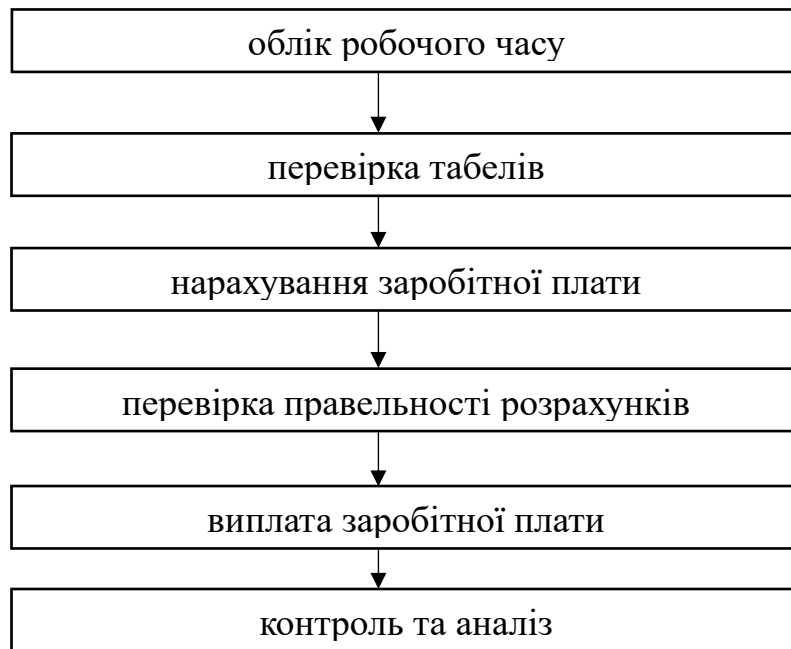 облік робочого часу
перевірка табелів
нарахування заробітної плати
перевірка правельності розрахунків
виплата заробітної плати
контроль та аналіз